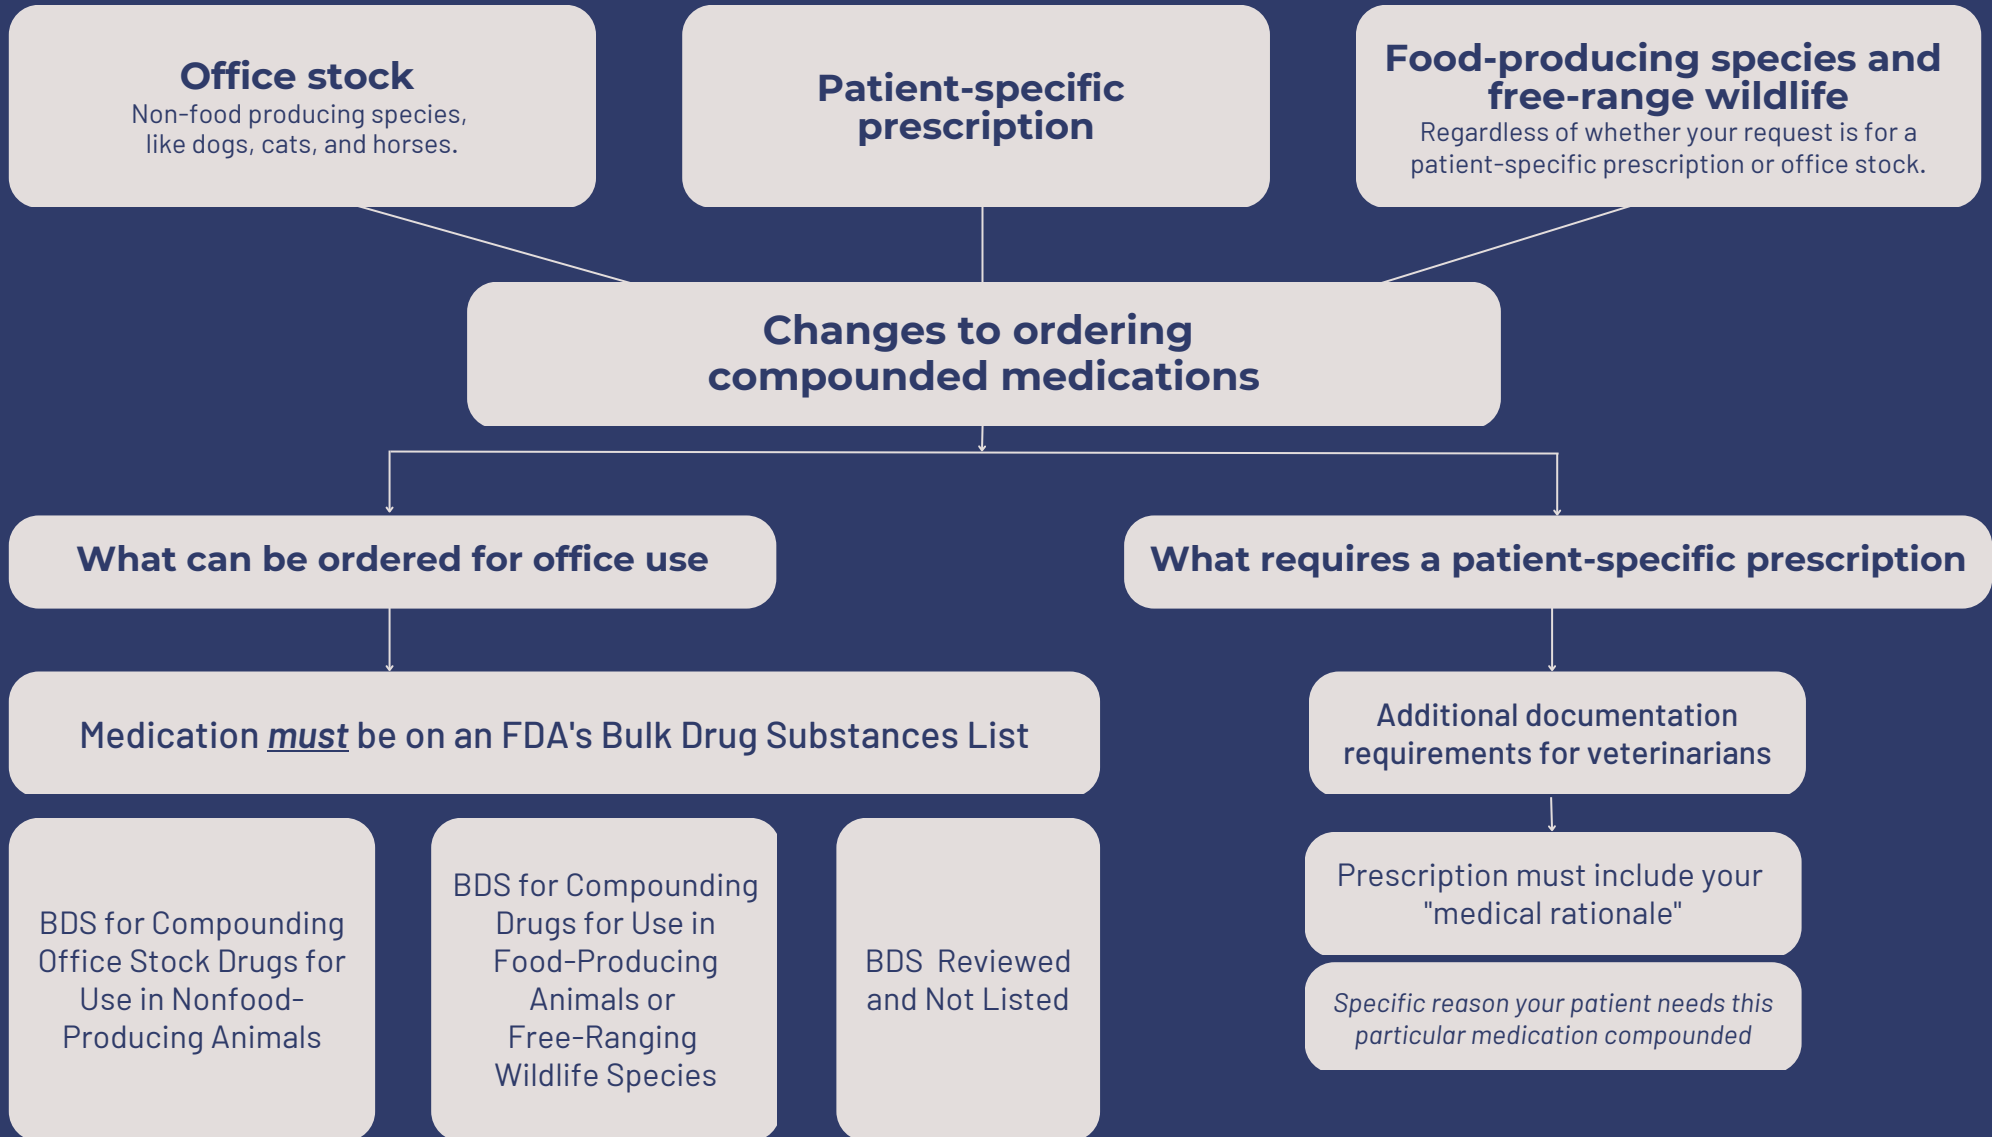 Office stock
Non-food producing species,
like dogs, cats, and horses.
Patient-specific
prescription
Food-producing species and
free-range wildlife
Regardless of whether your request is for a
patient-specific prescription or office stock.
Changes to ordering
compounded medications
What can be ordered for office use
What requires a patient-specific prescription
Medication must be on an FDA's Bulk Drug Substances List
Additional documentation
requirements for veterinarians
BDS for Compounding
Office Stock Drugs for
Use in Nonfood-
Producing Animals
BDS for Compounding
Drugs for Use in
Food-Producing
Animals or
Free-Ranging
Wildlife Species
BDS  Reviewed
and Not Listed
Prescription must include your
"medical rationale"
Specific reason your patient needs this
particular medication compounded